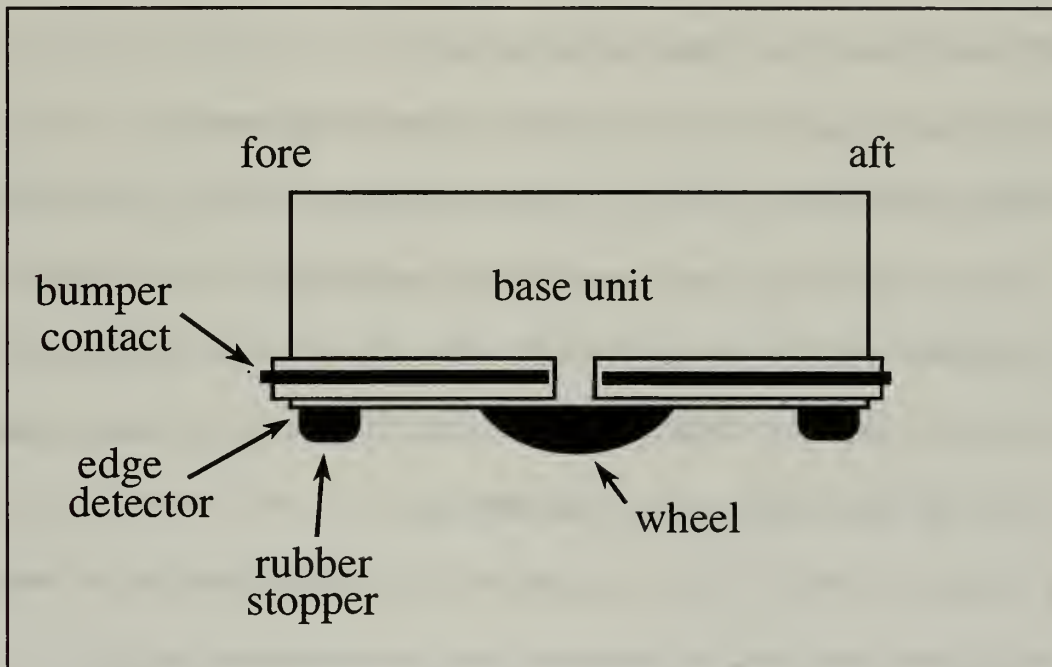 fore
aft
base unit
bumper
contact
edge
detector
rubber
stopper
wheel